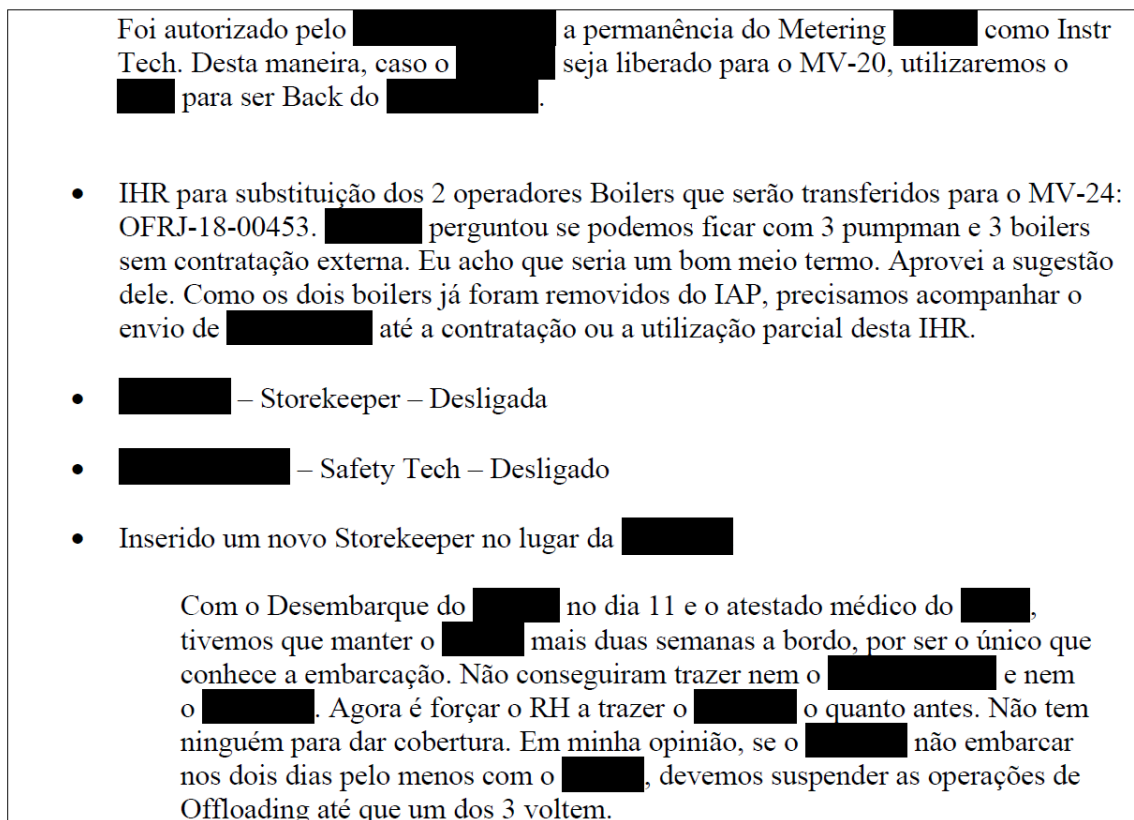 Foi autorizado pelo a permanência do Metering como Instr
Tech. Desta maneira, caso o seja liberado para o MV-20, utilizaremos o
para ser Back do .
• IHR para substituição dos 2 operadores Boilers que serão transferidos para o MV-24:
OFRJ-18-00453. perguntou se podemos ficar com 3 pumpman e 3 boilers
sem contratação externa. Eu acho que seria um bom meio termo. Aprovei a sugestão
dele. Como os dois boilers já foram removidos do IAP, precisamos acompanhar o
envio de até a contratação ou a utilização parcial desta IHR.
• – Storekeeper – Desligada
• – Safety Tech – Desligado
• Inserido um novo Storekeeper no lugar da
Com o Desembarque do no dia 11 e o atestado médico do ,
tivemos que manter o mais duas semanas a bordo, por ser o único que
conhece a embarcação. Não conseguiram trazer nem o e nem
o . Agora é forçar o RH a trazer o o quanto antes. Não tem
ninguém para dar cobertura. Em minha opinião, se o não embarcar
nos dois dias pelo menos com o , devemos suspender as operações de
Offloading até que um dos 3 voltem.